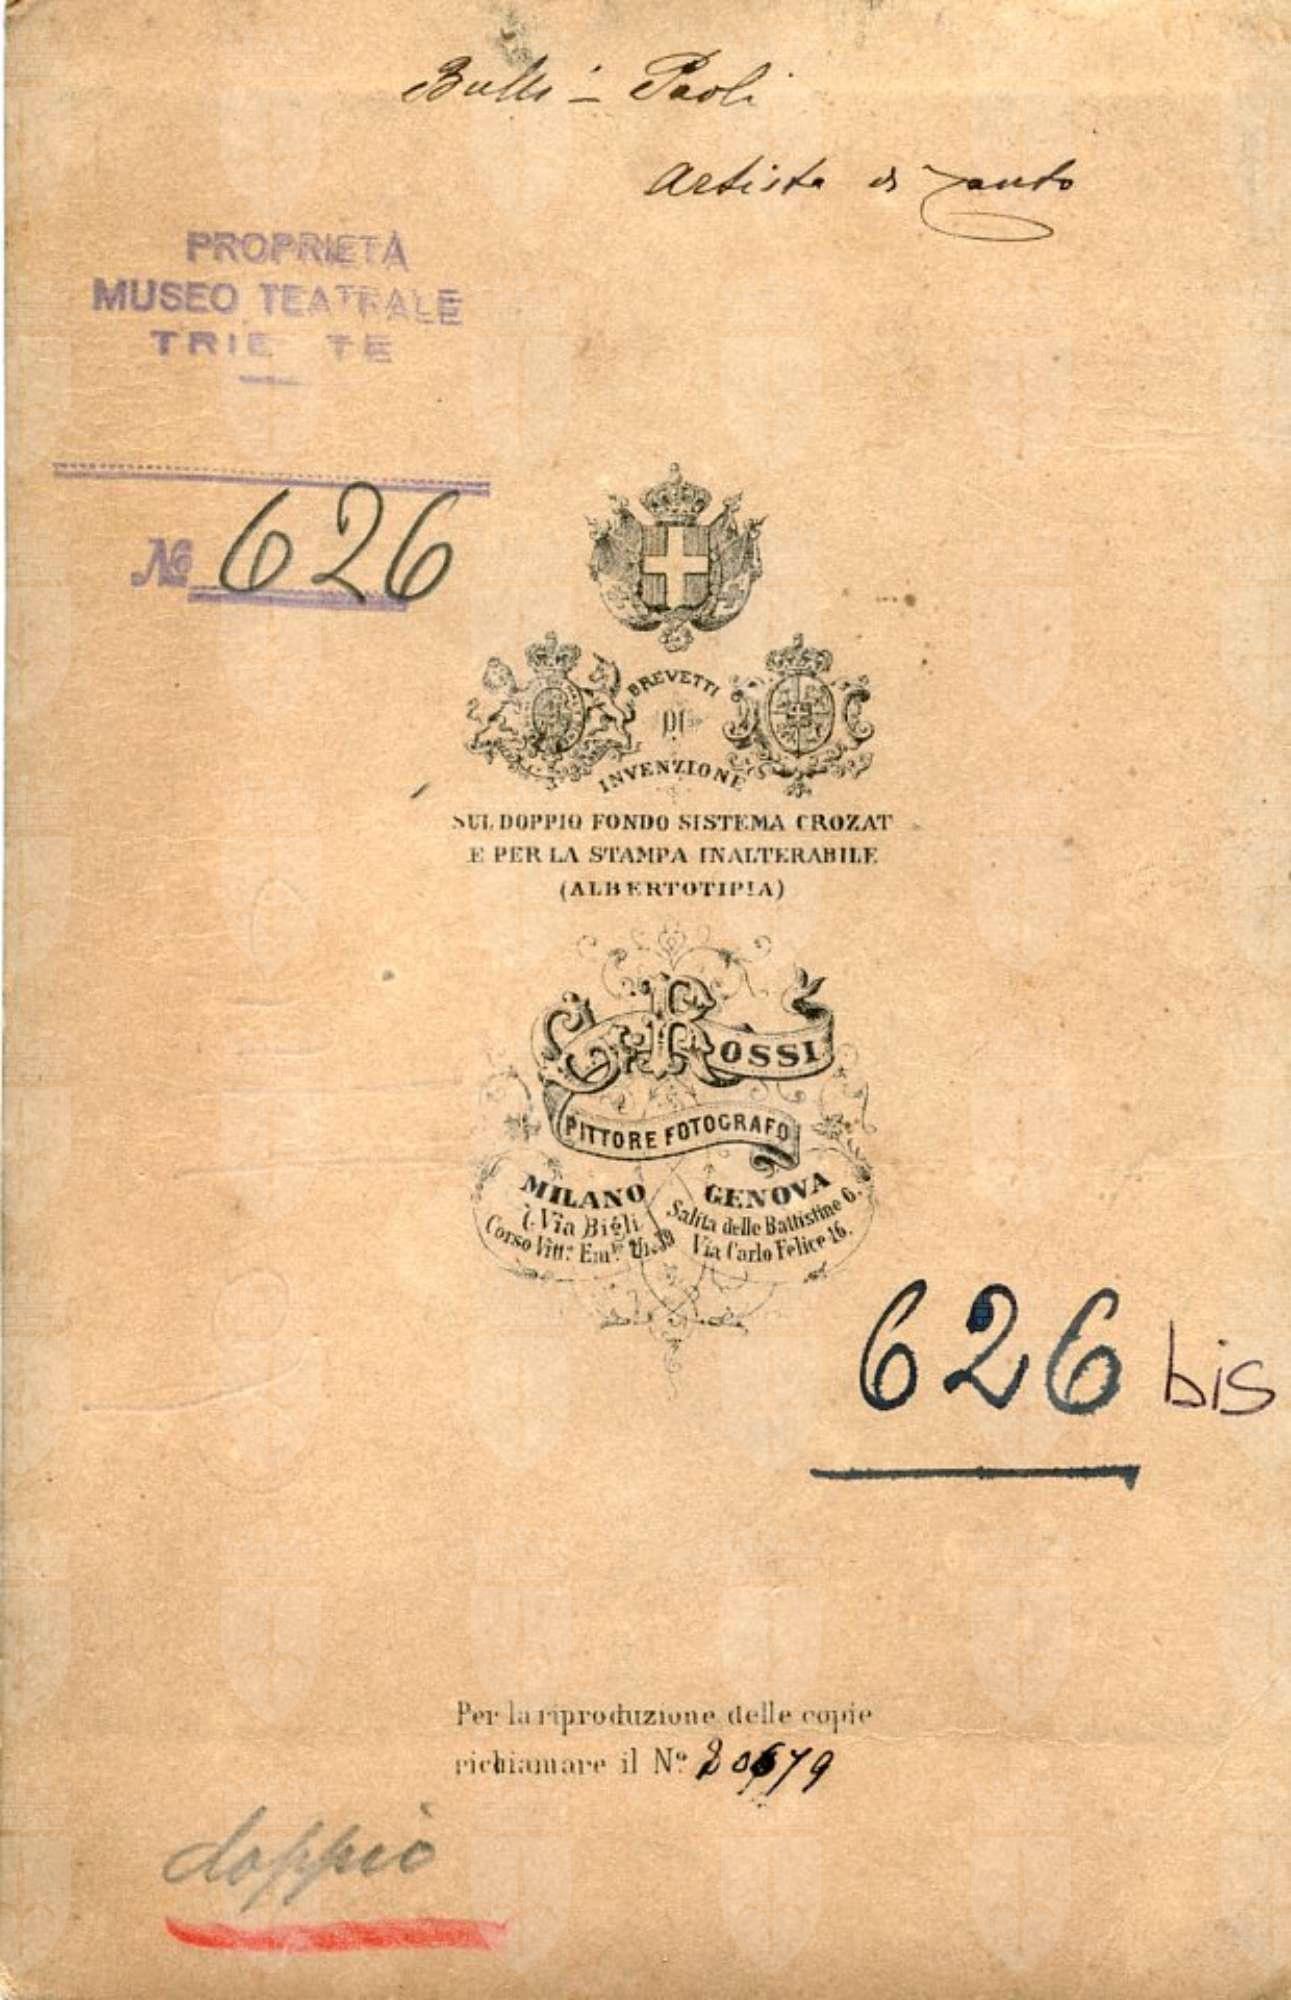 Bulli - Paoli
Artista di Canto
PROPRIETÀ
MUSEO TEATRALE
TRIE TE
No 626
BREVETTI
DI
INVENZIONE
SUL DOPPIO FONDO SISTEMA CROZAT
E PER LA STAMPA INALTERABILE
(ALBERTOTIPIA)
G. ROSSI
PITTORE FOTOGRAFO
MILANO
7. Via Bigli
Corso Vitt.º Em.le
GENOVA
Salita delle Battistine 6.
Via Carlo Felice 16.
626 bis
Per la riproduzione delle copie
richiamare il Nº 20679
doppio